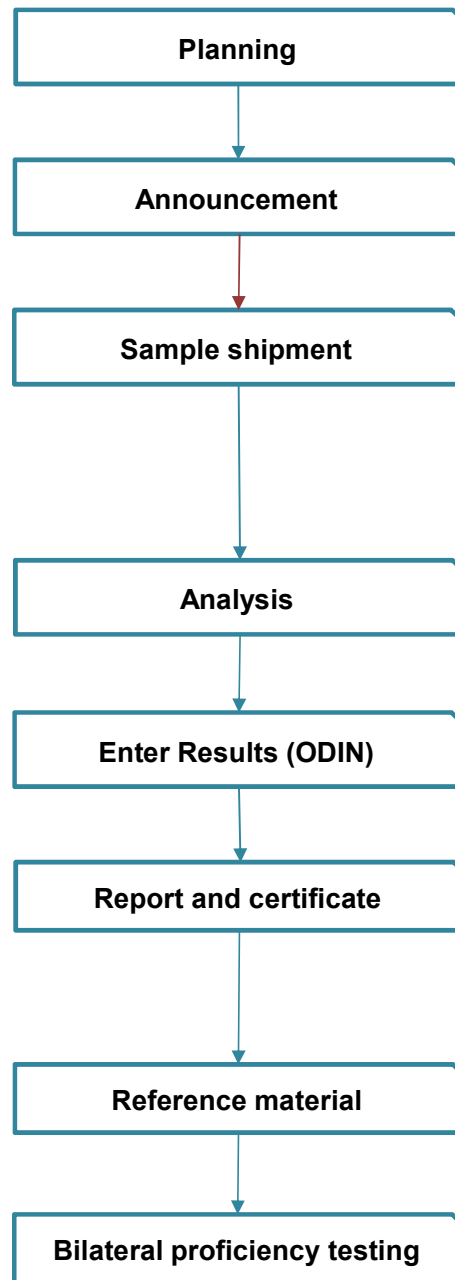 Planning
Announcement
Sample shipment
Analysis
Enter Results (ODIN)
Report and certificate
Reference material
Bilateral proficiency testing